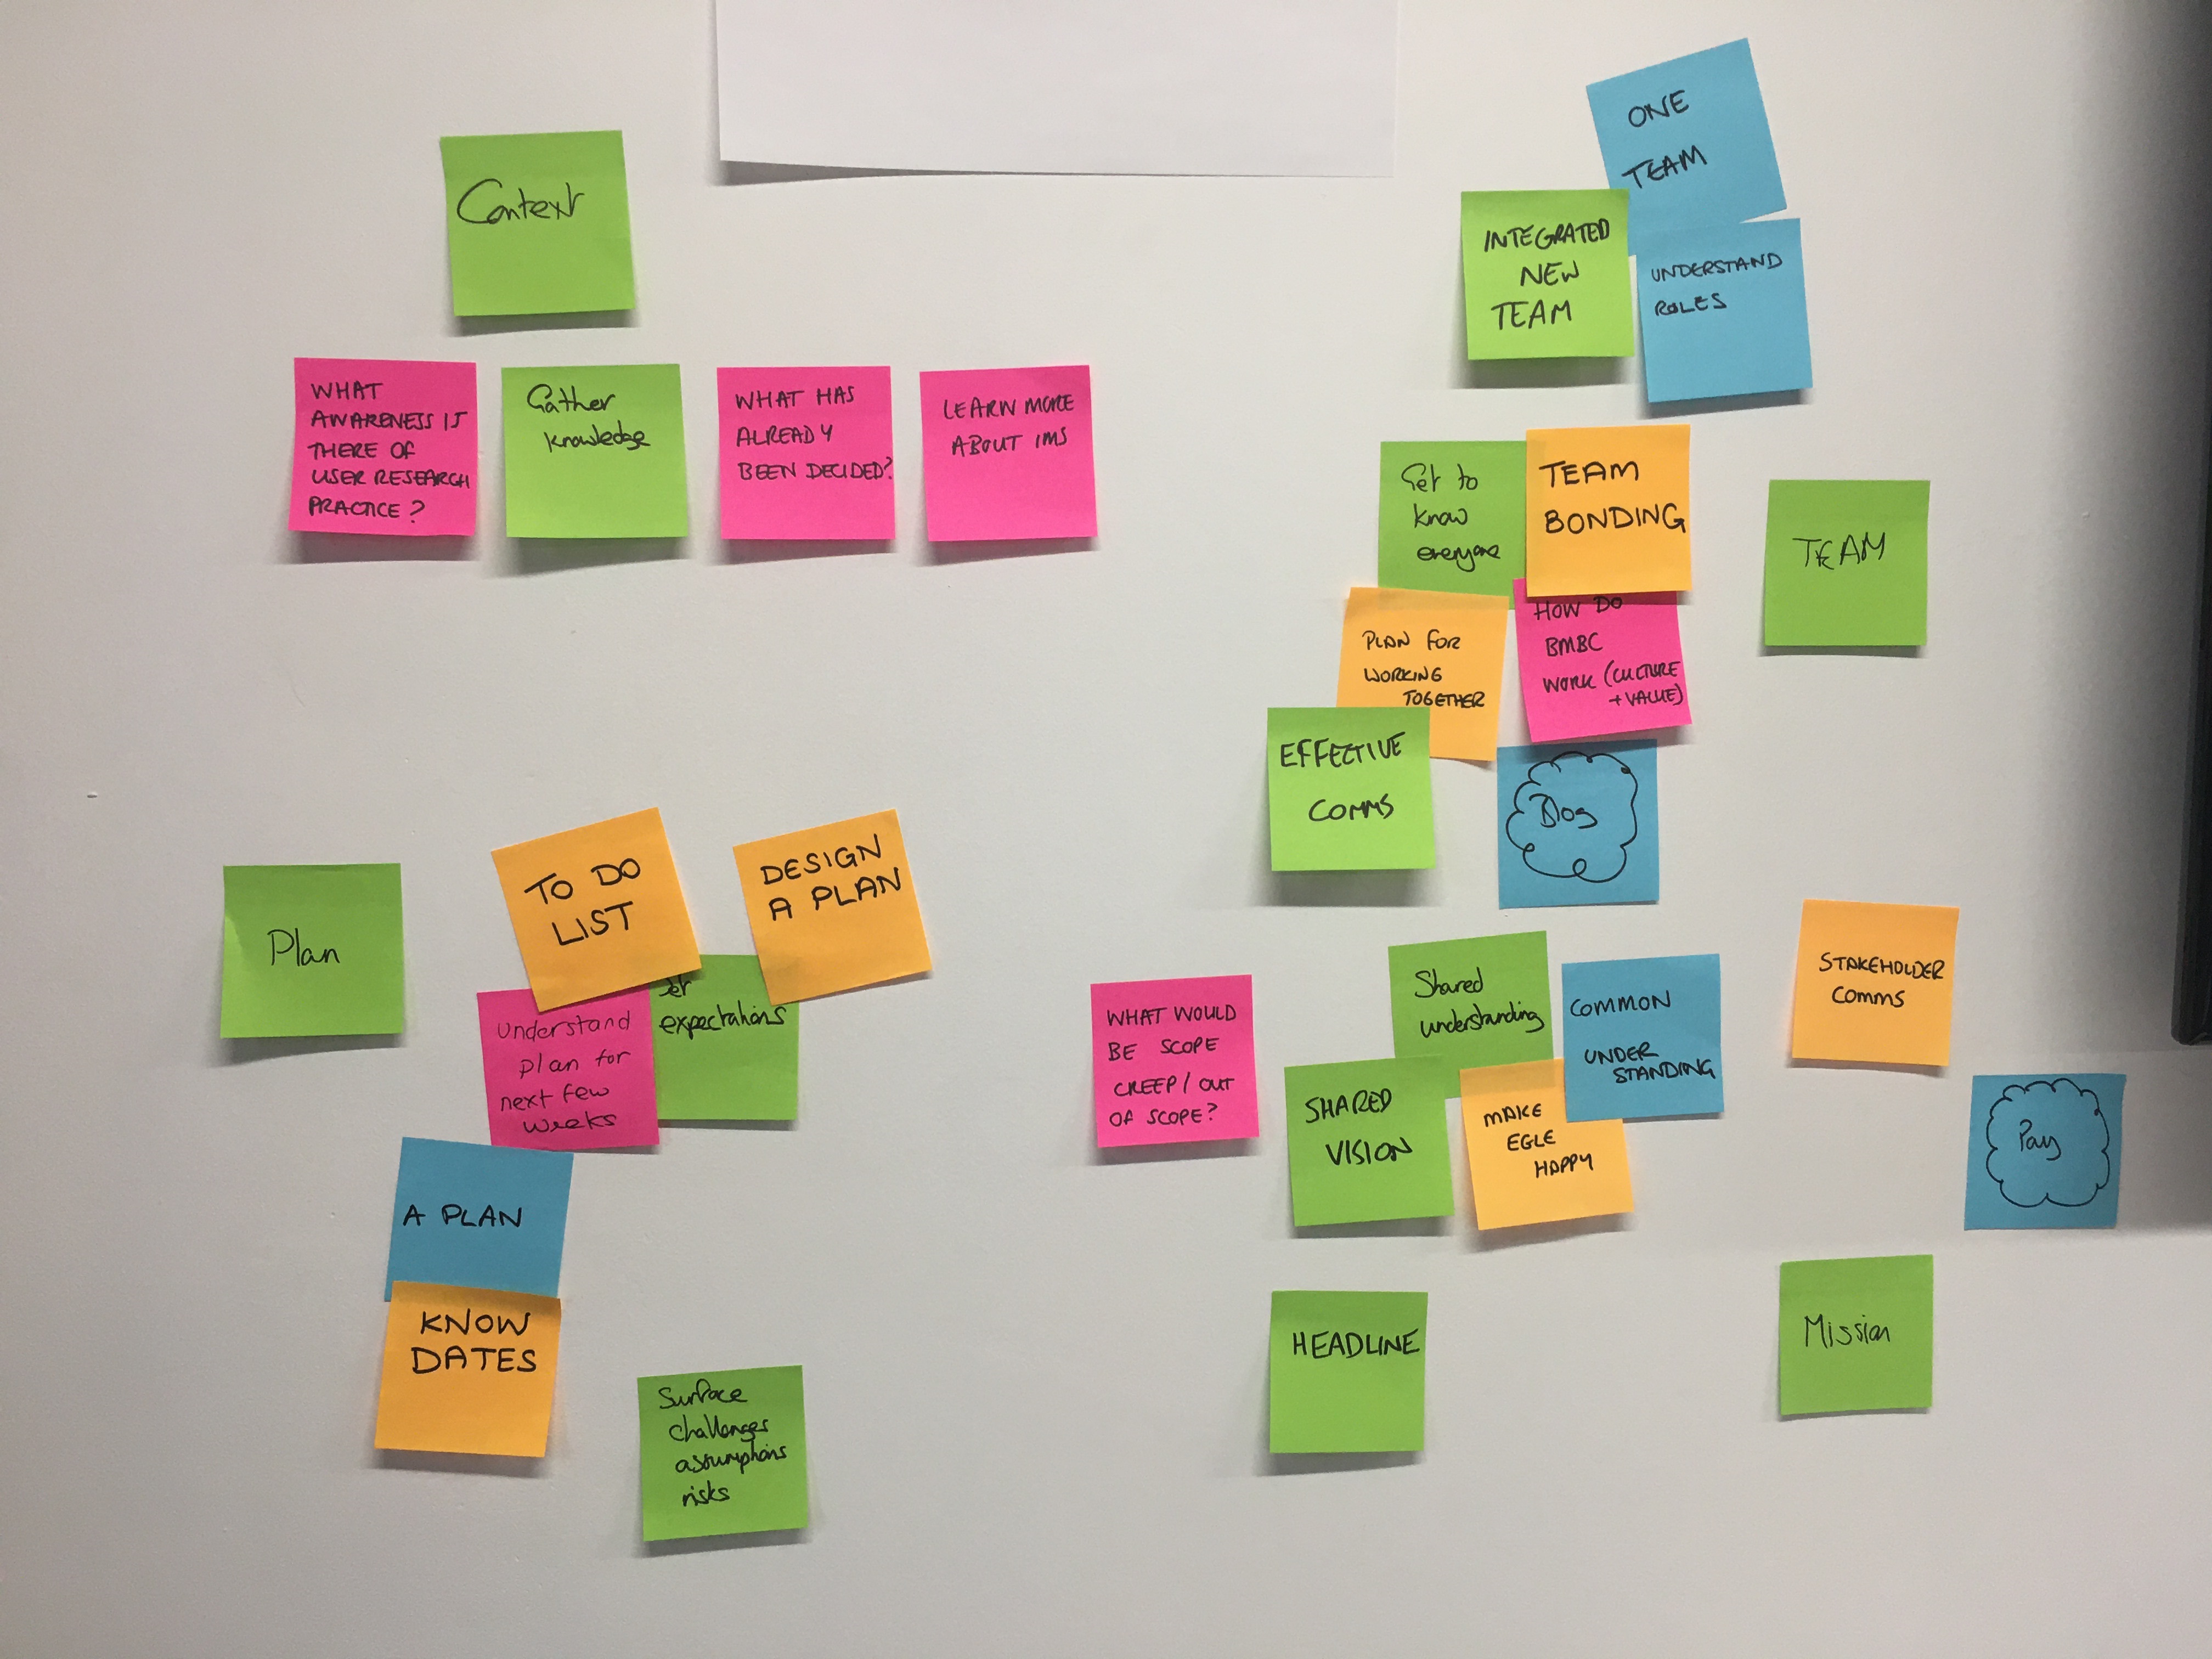 Context
WHAT
AWARENESS IS
THERE OF
USER RESEARCH
PRACTICE?
Gather
knowledge
WHAT HAS
ALREADY
BEEN DECIDED?
LEARN MORE
ABOUT IMS
ONE
TEAM
INTEGRATED
NEW
TEAM
UNDERSTAND
ROLES
Get to
know
everyone
TEAM
BONDING
TEAM
PLAN FOR
WORKING
TOGETHER
HOW DO
BMBC
WORK (CULTURE
+ VALUE)
EFFECTIVE
COMMS
Blog
Plan
TO DO
LIST
DESIGN
A PLAN
understand
plan for
next few
weeks
expectations
A PLAN
KNOW
DATES
Surface
challenges
assumptions
risks
WHAT WOULD
BE SCOPE
CREEP / OUT
OF SCOPE?
Shared
understanding
COMMON
UNDER
STANDING
SHARED
VISION
MAKE
EGLE
HAPPY
STAKEHOLDER
COMMS
Pay
HEADLINE
Mission